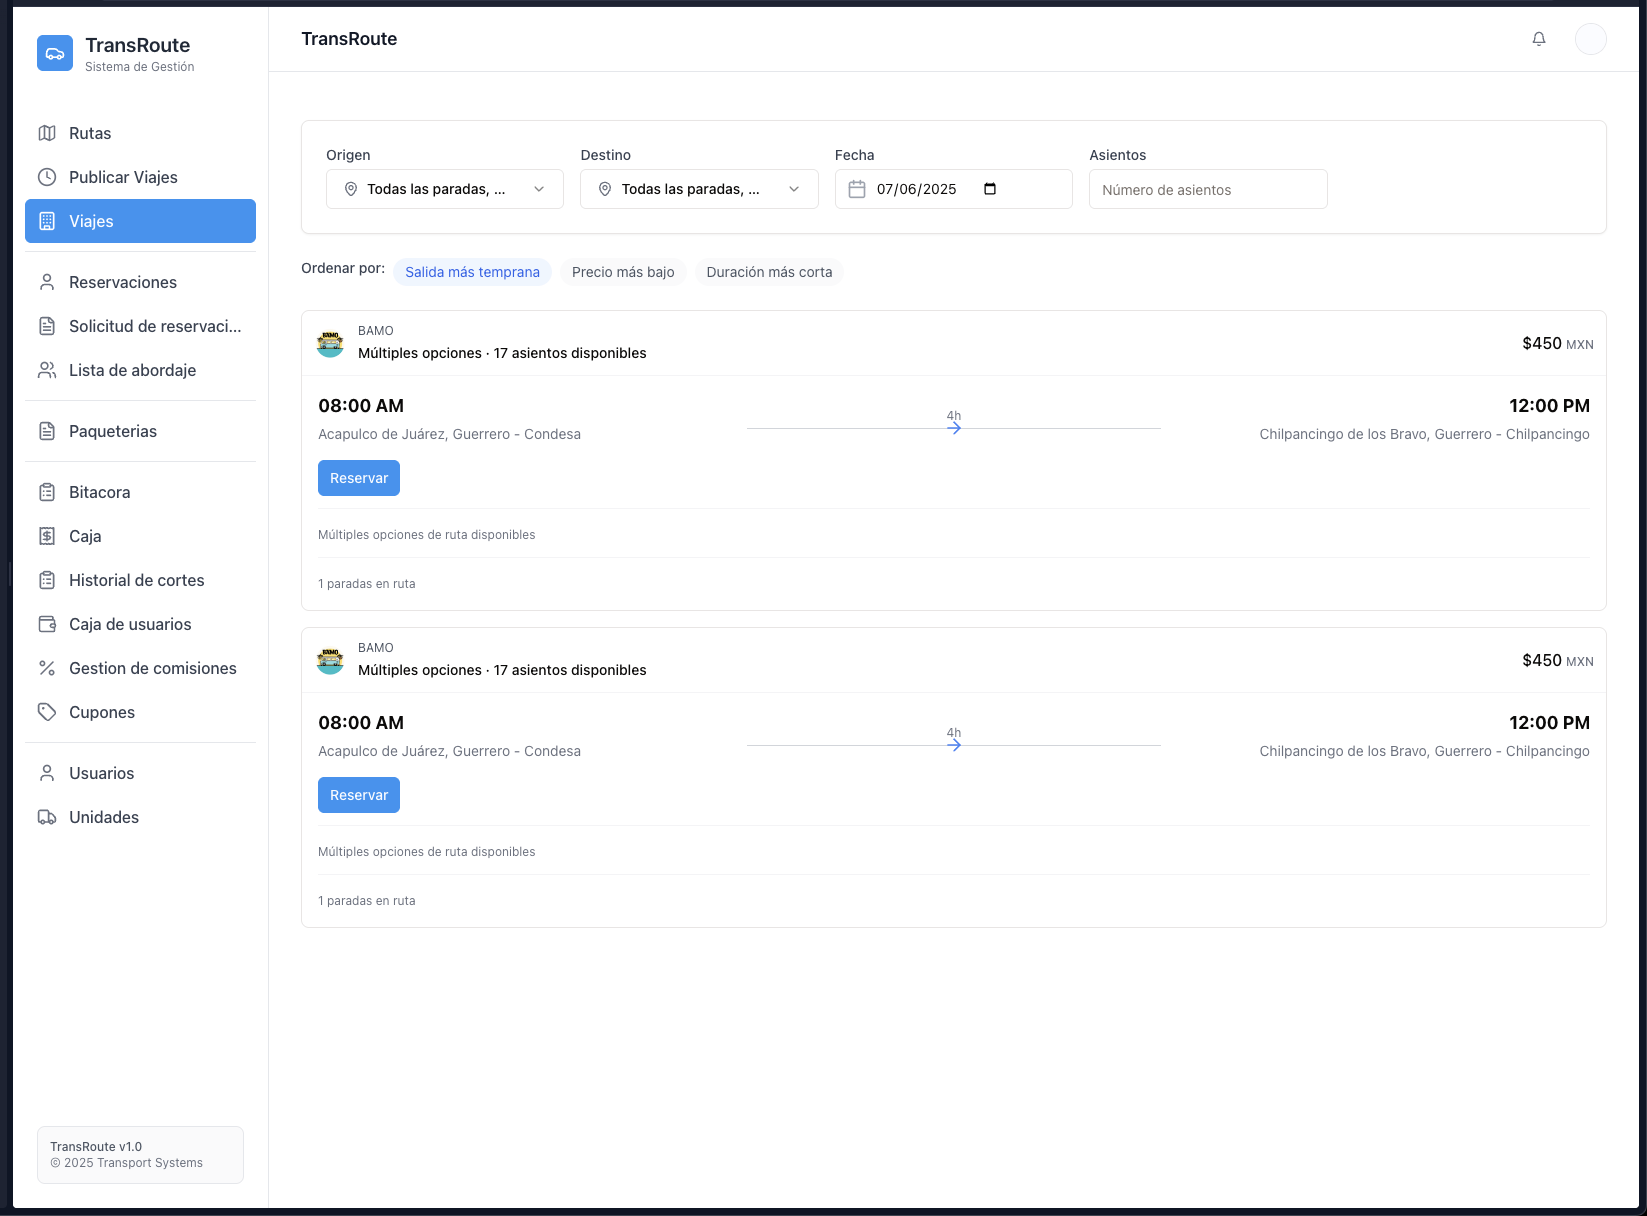 TransRoute
Sistema de Gestión
Rutas
Publicar Viajes
Viajes
Reservaciones
Solicitud de reservaci...
Lista de abordaje
Paqueterias
Bitacora
Caja
Historial de cortes
Caja de usuarios
Gestion de comisiones
Cupones
Usuarios
Unidades
TransRoute v1.0
© 2025 Transport Systems
TransRoute
Origen Destino Fecha Asientos
Todas las paradas, ... Todas las paradas, ... 07/06/2025 Número de asientos
Ordenar por: Salida más temprana Precio más bajo Duración más corta
BAMO
BAMO
Múltiples opciones · 17 asientos disponibles
$450 MXN
08:00 AM 4h 12:00 PM
Acapulco de Juárez, Guerrero - Condesa Chilpancingo de los Bravo, Guerrero - Chilpancingo
Reservar
Múltiples opciones de ruta disponibles
1 paradas en ruta
BAMO
BAMO
Múltiples opciones · 17 asientos disponibles
$450 MXN
08:00 AM 4h 12:00 PM
Acapulco de Juárez, Guerrero - Condesa Chilpancingo de los Bravo, Guerrero - Chilpancingo
Reservar
Múltiples opciones de ruta disponibles
1 paradas en ruta